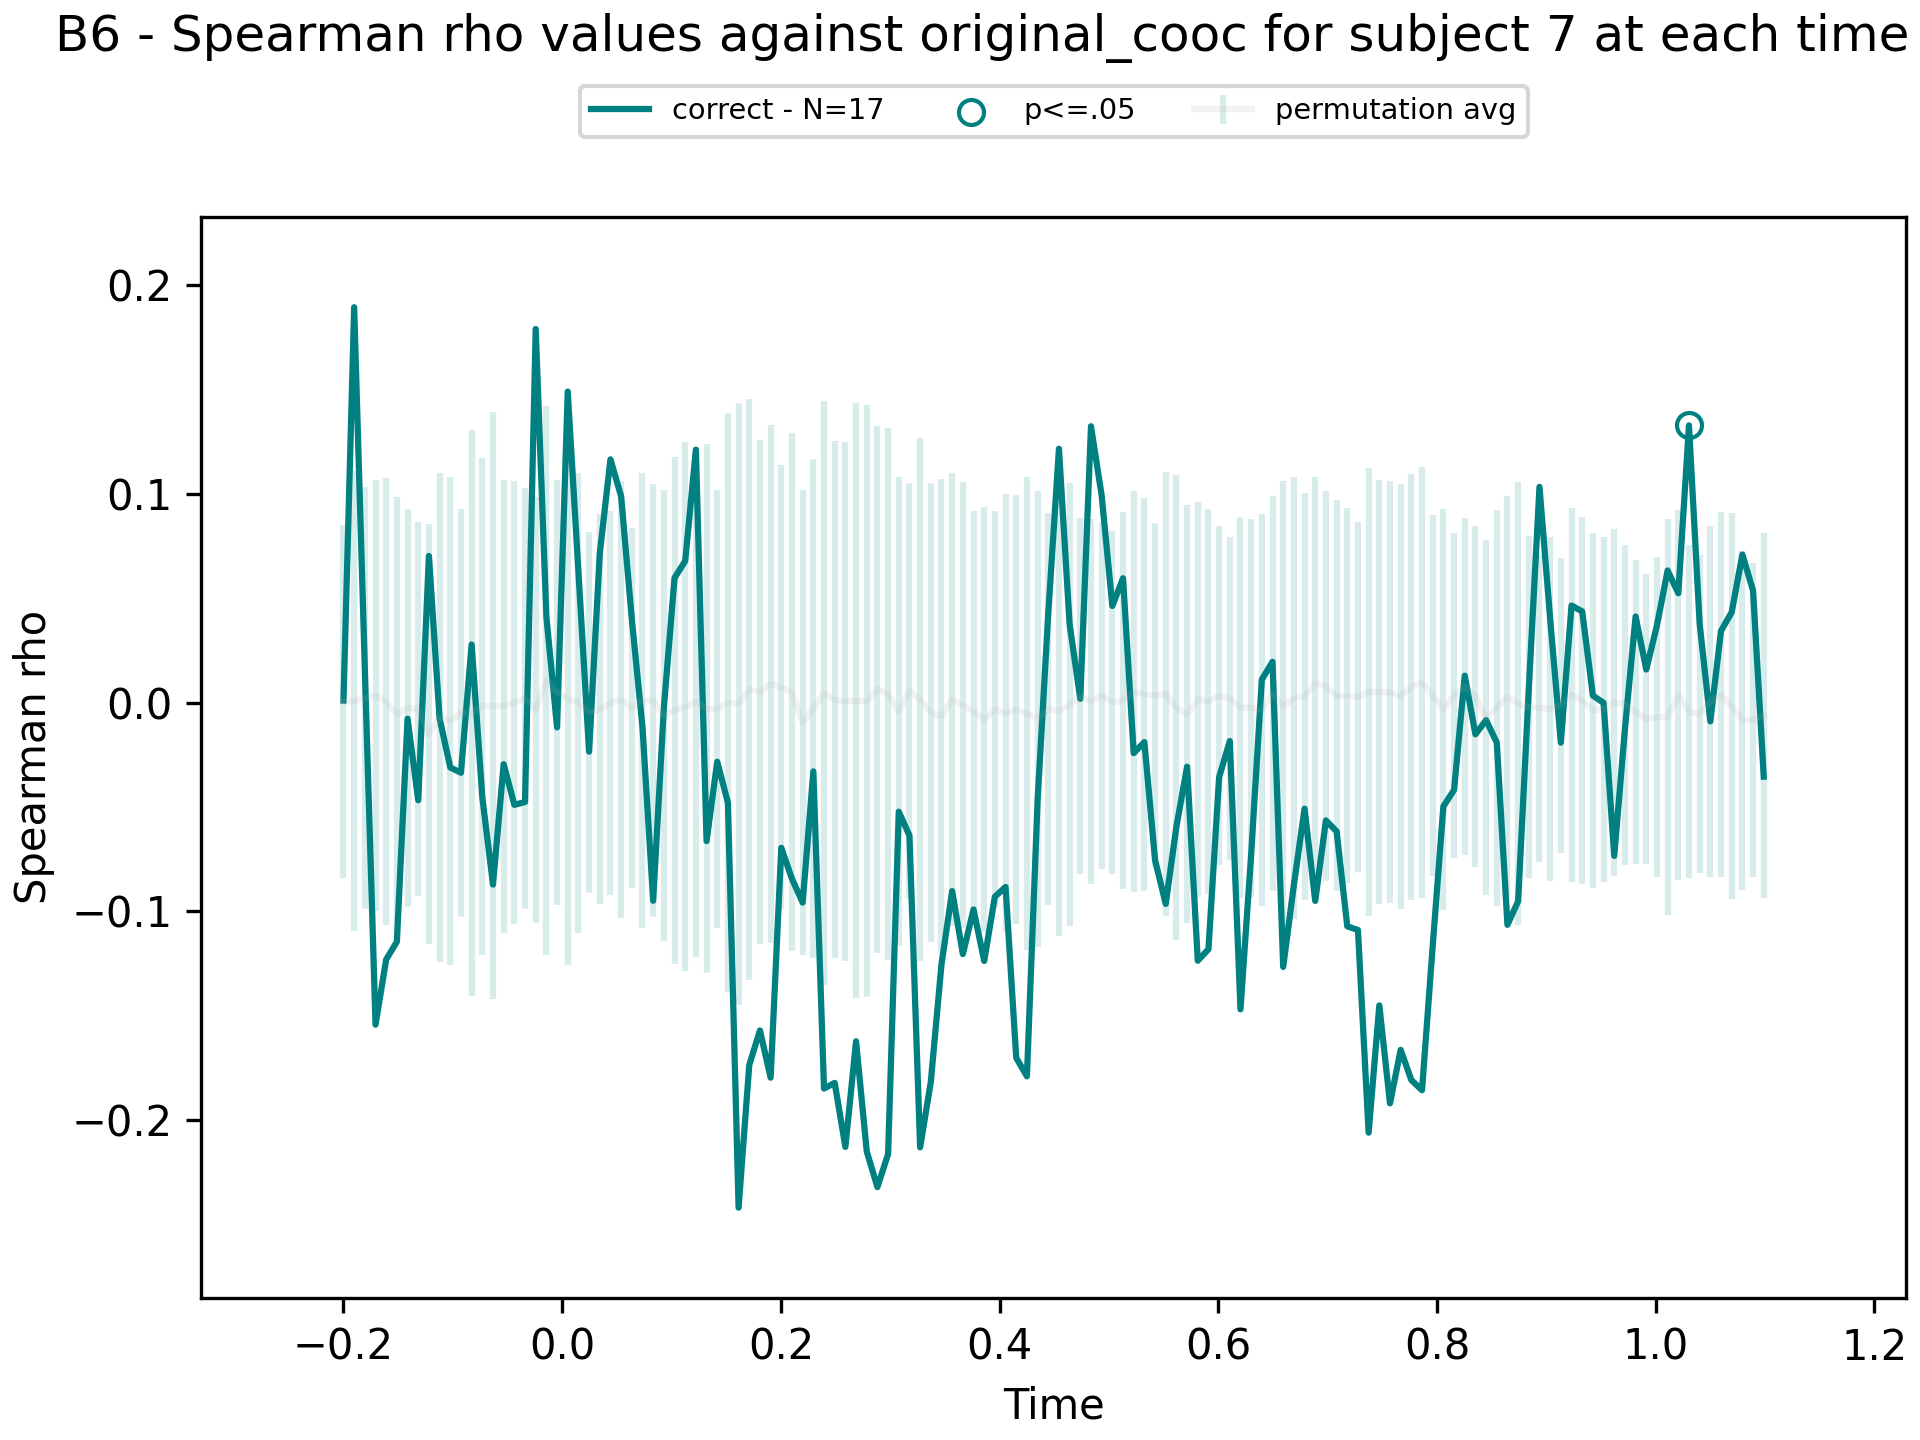 B6 - Spearman rho values against original_cooc for subject 7 at each time
correct - N=17 p<=.05 permutation avg
Spearman rho
0.2
0.1
0.0
−0.1
−0.2
−0.2 0.0 0.2 0.4 0.6 0.8 1.0 1.2
Time